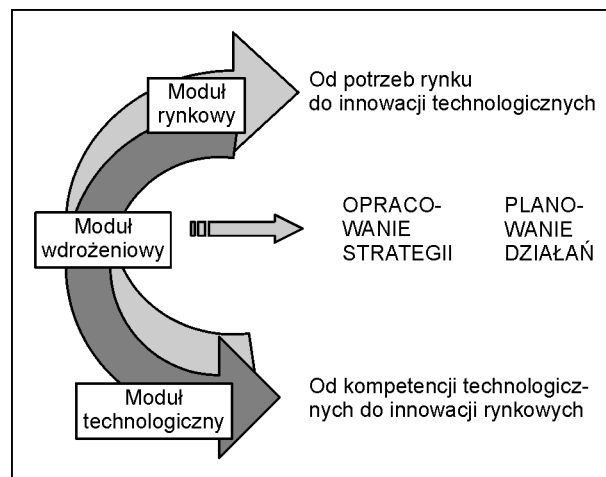 Moduł
rynkowy
Od potrzeb rynku
do innowacji technologicznych
Moduł
wdrożeniowy
OPRACO-
WANIE
STRATEGII
PLANO-
WANIE
DZIAŁAŃ
Moduł
technologiczny
Od kompetencji technologicz-
nych do innowacji rynkowych